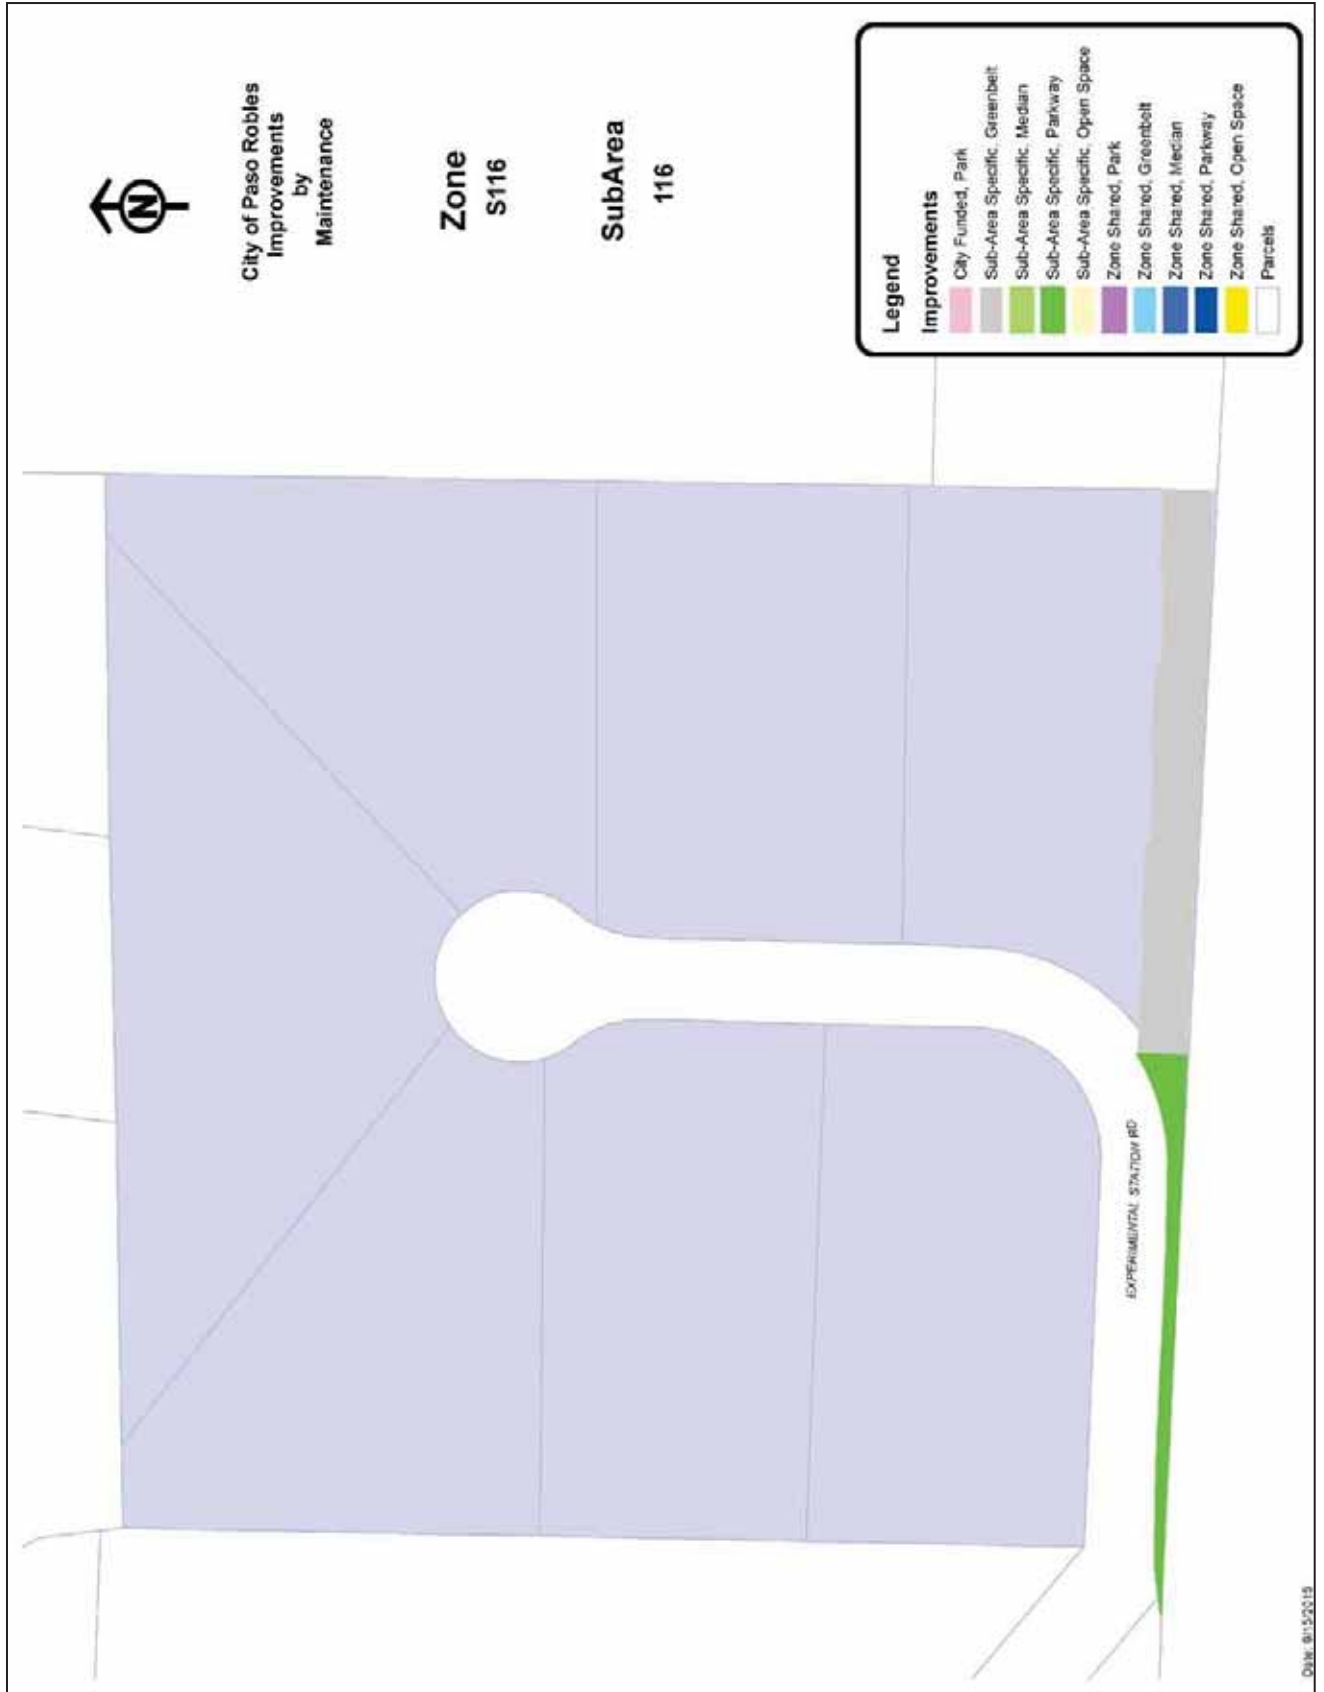 N
City of Paso Robles
Improvements
by
Maintenance
Zone
S116
SubArea
116
Legend
Improvements
City Funded, Park
Sub-Area Specific, Greenbelt
Sub-Area Specific, Median
Sub-Area Specific, Parkway
Sub-Area Specific, Open Space
Zone Shared, Park
Zone Shared, Greenbelt
Zone Shared, Median
Zone Shared, Parkway
Zone Shared, Open Space
Parcels
EXPERIMENTAL STATION RD
Date: